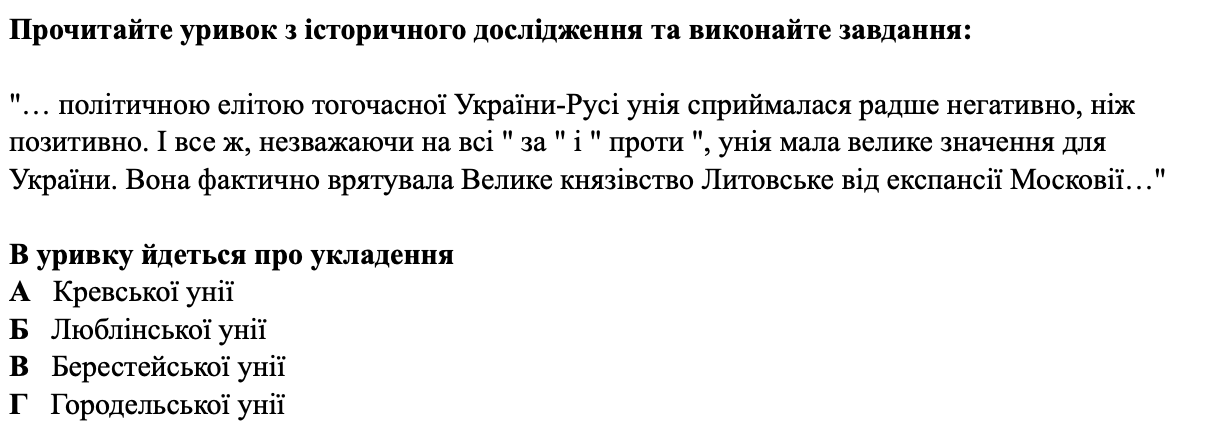 Прочитайте уривок з історичного дослідження та виконайте завдання:
"… політичною елітою тогочасної України-Русі унія сприймалася радше негативно, ніж
позитивно. І все ж, незважаючи на всі " за " і " проти ", унія мала велике значення для
України. Вона фактично врятувала Велике князівство Литовське від експансії Московії…"
В уривку йдеться про укладення
А Кревської унії
Б Люблінської унії
В Берестейської унії
Г Городельської унії